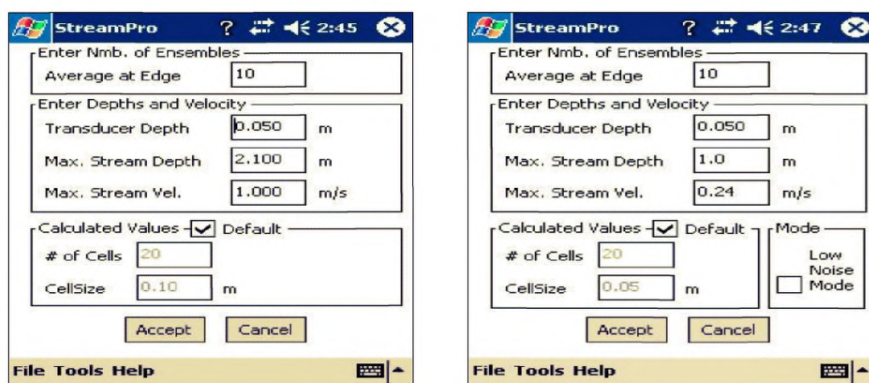 StreamPro ? 2:45
Enter Nmb. of Ensembles
Average at Edge 10
Enter Depths and Velocity
Transducer Depth 0.050 m
Max. Stream Depth 2.100 m
Max. Stream Vel. 1.000 m/s
Calculated Values Default
# of Cells 20
CellSize 0.10 m
Accept Cancel
File Tools Help
StreamPro ? 2:47
Enter Nmb. of Ensembles
Average at Edge 10
Enter Depths and Velocity
Transducer Depth 0.050 m
Max. Stream Depth 1.0 m
Max. Stream Vel. 0.24 m/s
Calculated Values Default
# of Cells 20
CellSize 0.05 m
Mode
Low
Noise
Mode
Accept Cancel
File Tools Help